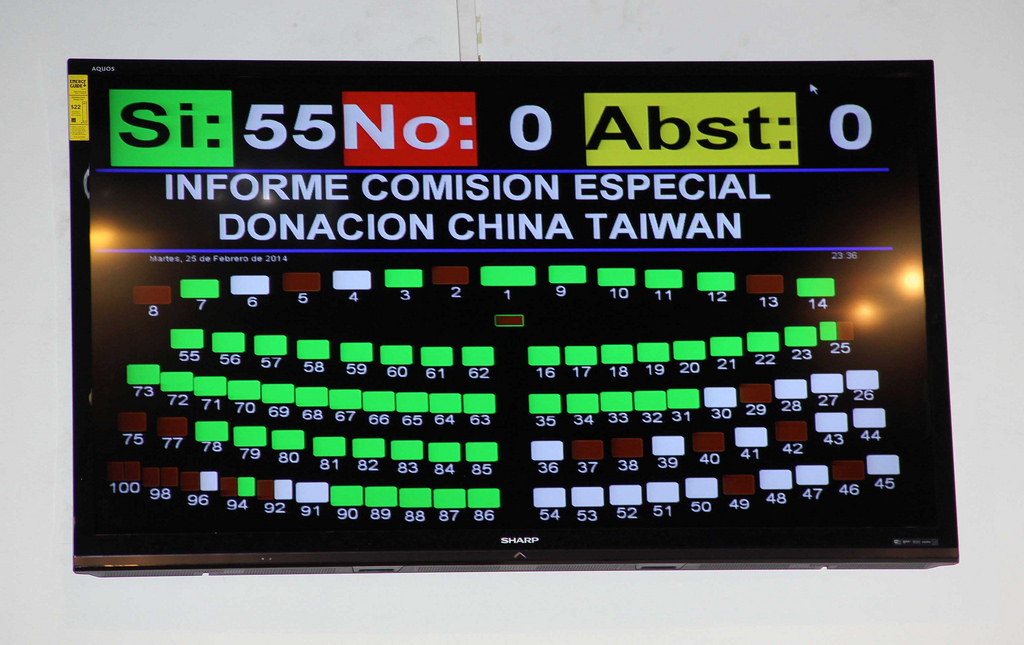 AQUOS
ENERGY GUIDE
$22
Si: 55 No: 0 Abst: 0
INFORME COMISION ESPECIAL
DONACION CHINA TAIWAN
Martes, 25 de Febrero de 2014 23:36
8 7 6 5 4 3 2 1 9 10 11 12 13 14
55 56 57 58 59 60 61 62 16 17 18 19 20 21 22 23 25
73 72 71 70 69 68 67 66 65 64 63 35 34 33 32 31 30 29 28 27 26
75 77 78 79 80 81 82 83 84 85 36 37 38 39 40 41 42 43 44
100 98 96 94 92 91 90 89 88 87 86 54 53 52 51 50 49 48 47 46 45
SHARP